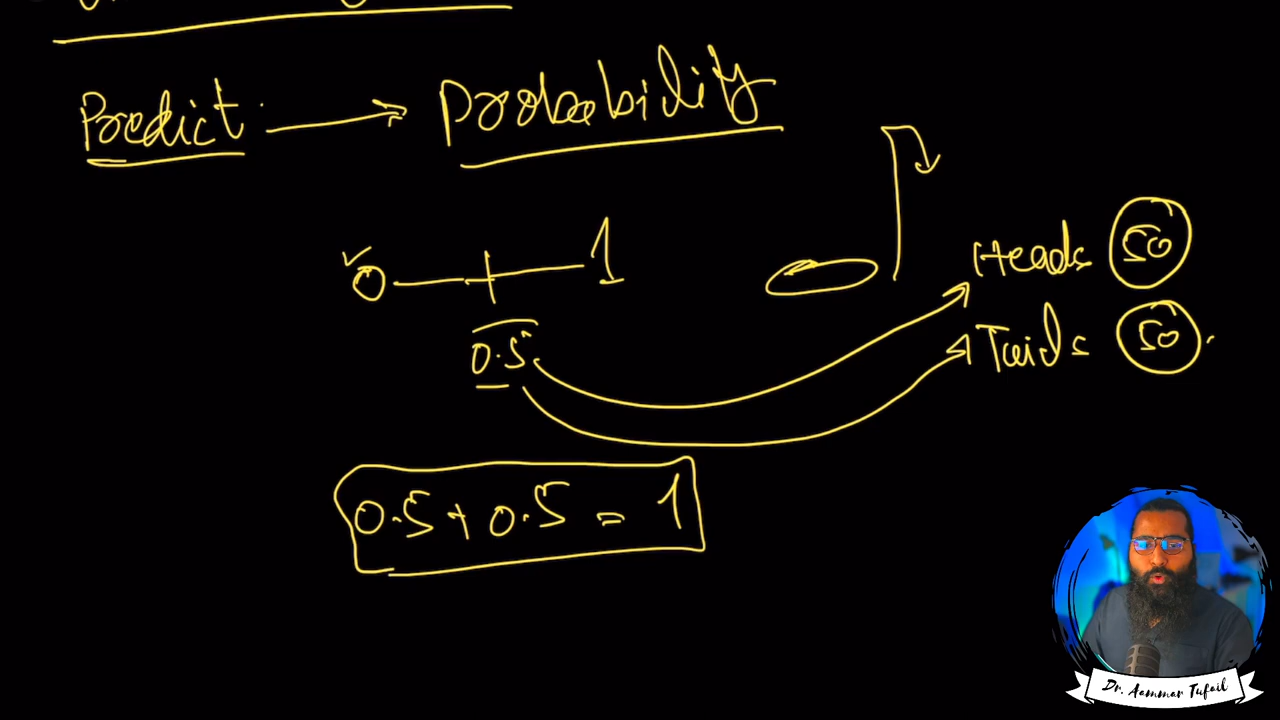 Predict → Probability
0 1
0.5
Heads 50
Tails 50
0.5 + 0.5 = 1
Dr. Aammar Tufail